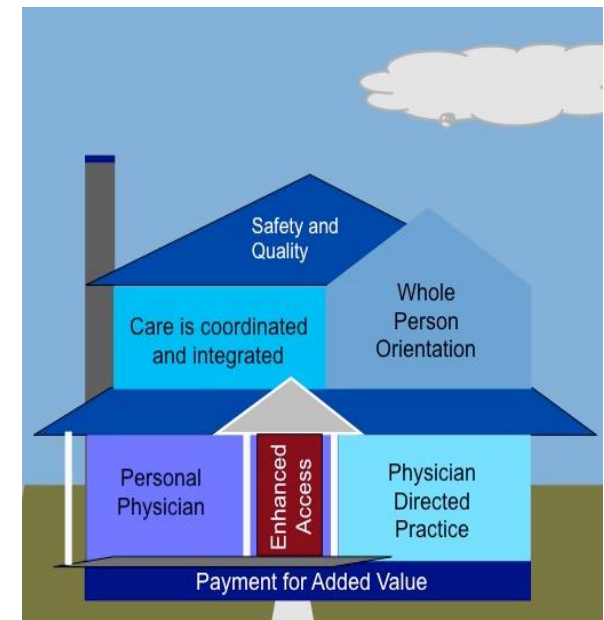 Safety and
Quality
Care is coordinated
and integrated
Whole
Person
Orientation
Personal
Physician
Enhanced
Access
Physician
Directed
Practice
Payment for Added Value